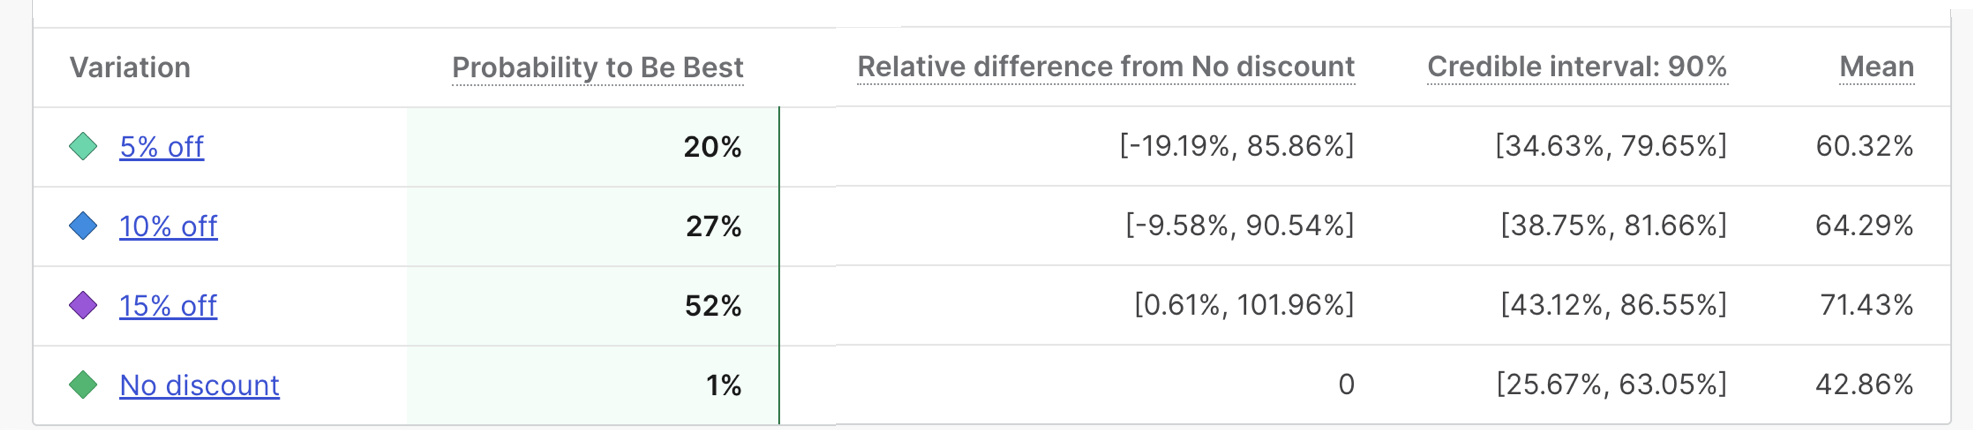 Variation Probability to Be Best Relative difference from No discount Credible interval: 90% Mean
5% off 20% [-19.19%, 85.86%] [34.63%, 79.65%] 60.32%
10% off 27% [-9.58%, 90.54%] [38.75%, 81.66%] 64.29%
15% off 52% [0.61%, 101.96%] [43.12%, 86.55%] 71.43%
No discount 1% 0 [25.67%, 63.05%] 42.86%